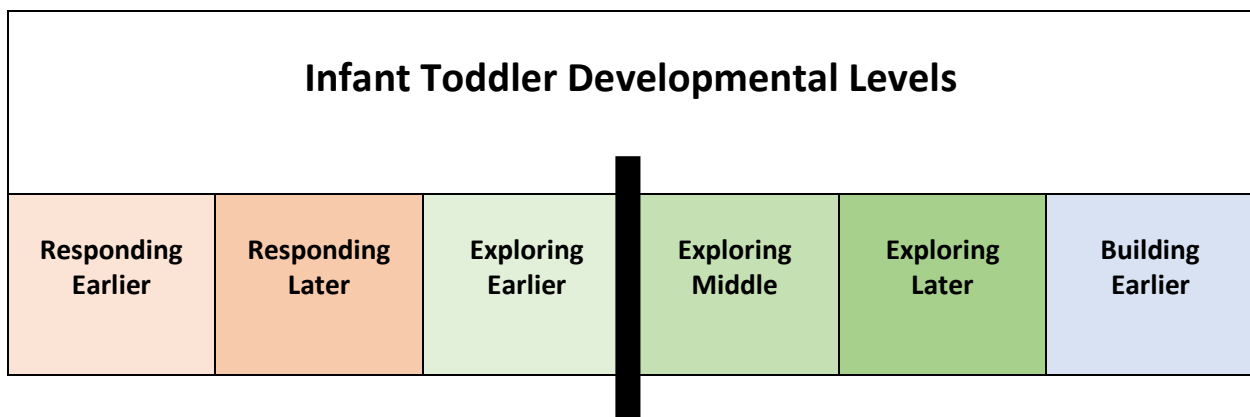 Infant Toddler Developmental Levels
Responding
Earlier
Responding
Later
Exploring
Earlier
Exploring
Middle
Exploring
Later
Building
Earlier